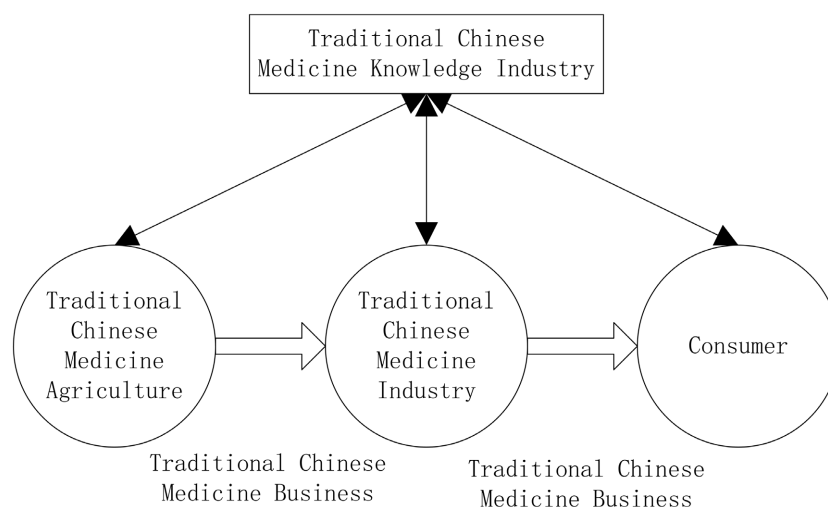 Traditional Chinese
Medicine Knowledge Industry
Traditional
Chinese
Medicine
Agriculture
Traditional
Chinese
Medicine
Industry
Consumer
Traditional Chinese
Medicine Business
Traditional Chinese
Medicine Business